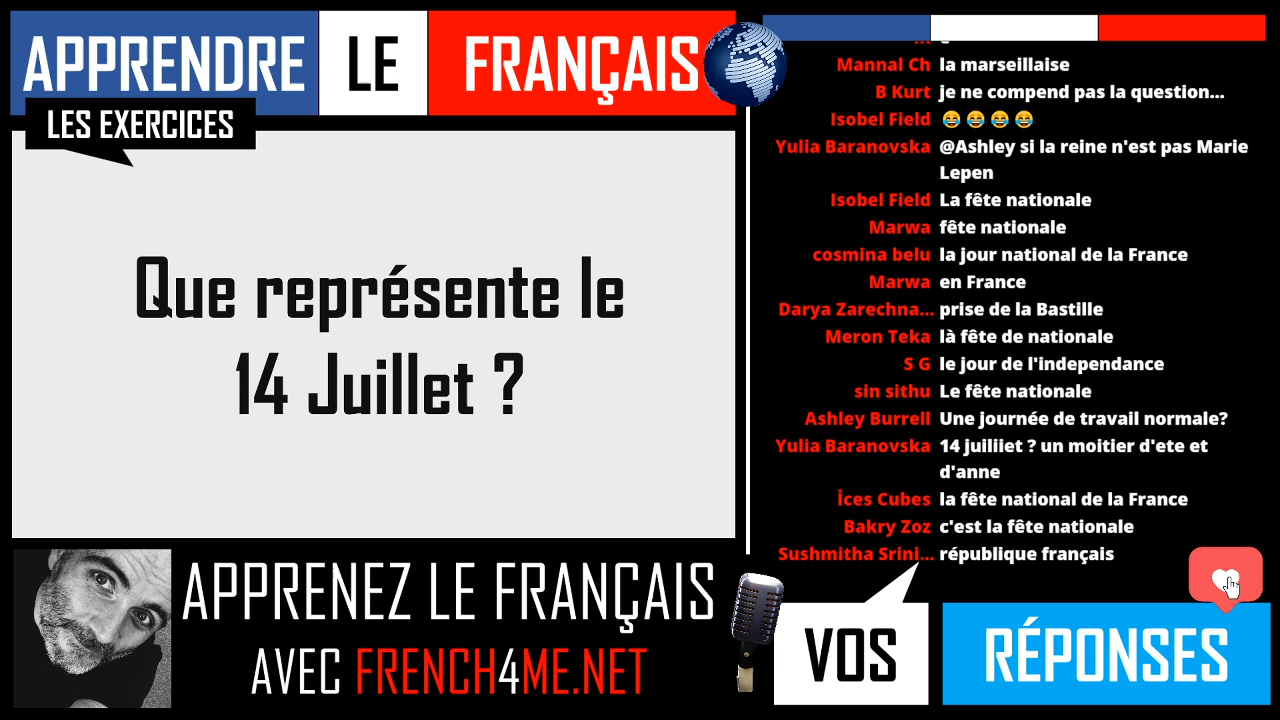 APPRENDRE LE FRANÇAIS
LES EXERCICES
Que représente le
14 Juillet ?
APPRENEZ LE FRANÇAIS
AVEC FRENCH4ME.NET
Mannal Ch la marseillaise
B Kurt je ne compend pas la question...
Isobel Field 😂😂😂😂
Yulia Baranovska @Ashley si la reine n'est pas Marie
Lepen
Isobel Field La fête nationale
Marwa fête nationale
cosmina belu la jour national de la France
Marwa en France
Darya Zarechna... prise de la Bastille
Meron Teka là fête de nationale
S G le jour de l'independance
sin sithu Le fête nationale
Ashley Burrell Une journée de travail normale?
Yulia Baranovska 14 juiliiet ? un moitier d'ete et
d'anne
İces Cubes la fête national de la France
Bakry Zoz c'est la fête nationale
Sushmitha Srini... république français
VOS RÉPONSES